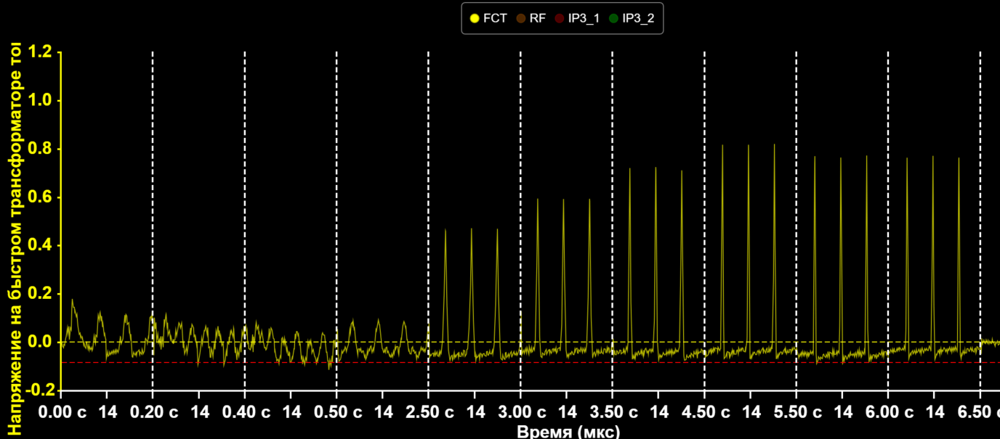 FCT RF IP3_1 IP3_2
Напряжение на быстром трансформаторе
1.2
1.0
0.8
0.6
0.4
0.2
0.0
-0.2
0.00 с 14 0.20 с 14 0.40 с 14 0.50 с 14 2.50 с 14 3.00 с 14 3.50 с 14 4.50 с 14 5.50 с 14 6.00 с 14 6.50
Время (мкс)